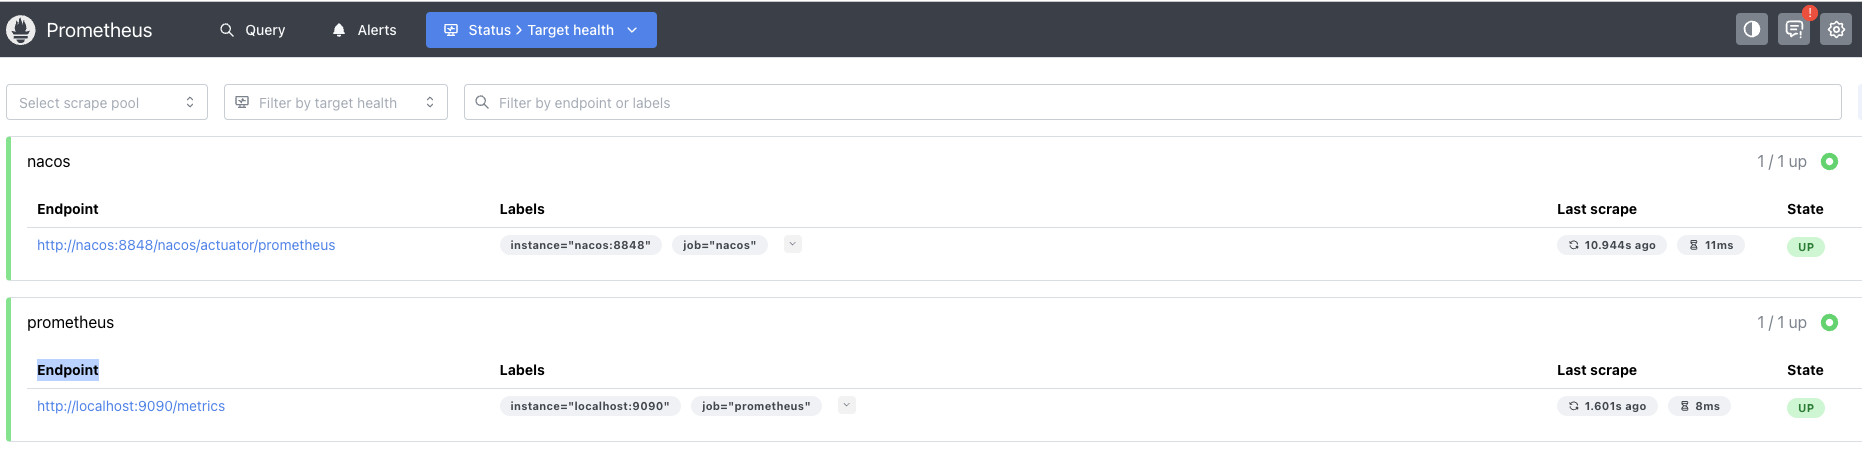 Prometheus Query Alerts Status > Target health !
Select scrape pool Filter by target health Filter by endpoint or labels
nacos 1 / 1 up
Endpoint Labels Last scrape State
http://nacos:8848/nacos/actuator/prometheus instance="nacos:8848" job="nacos" 10.944s ago 11ms UP
prometheus 1 / 1 up
Endpoint Labels Last scrape State
http://localhost:9090/metrics instance="localhost:9090" job="prometheus" 1.601s ago 8ms UP